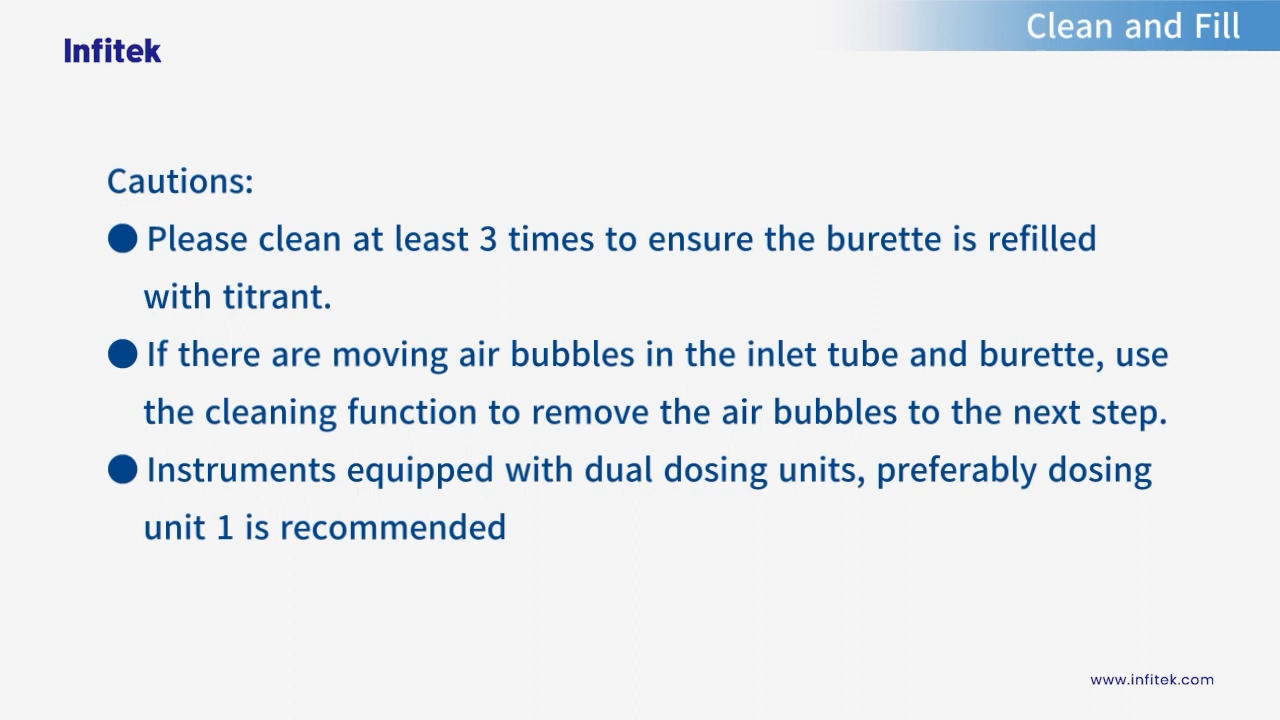 Clean and Fill
Infitek
Cautions:
● Please clean at least 3 times to ensure the burette is refilled
with titrant.
● If there are moving air bubbles in the inlet tube and burette, use
the cleaning function to remove the air bubbles to the next step.
● Instruments equipped with dual dosing units, preferably dosing
unit 1 is recommended
www.infitek.com